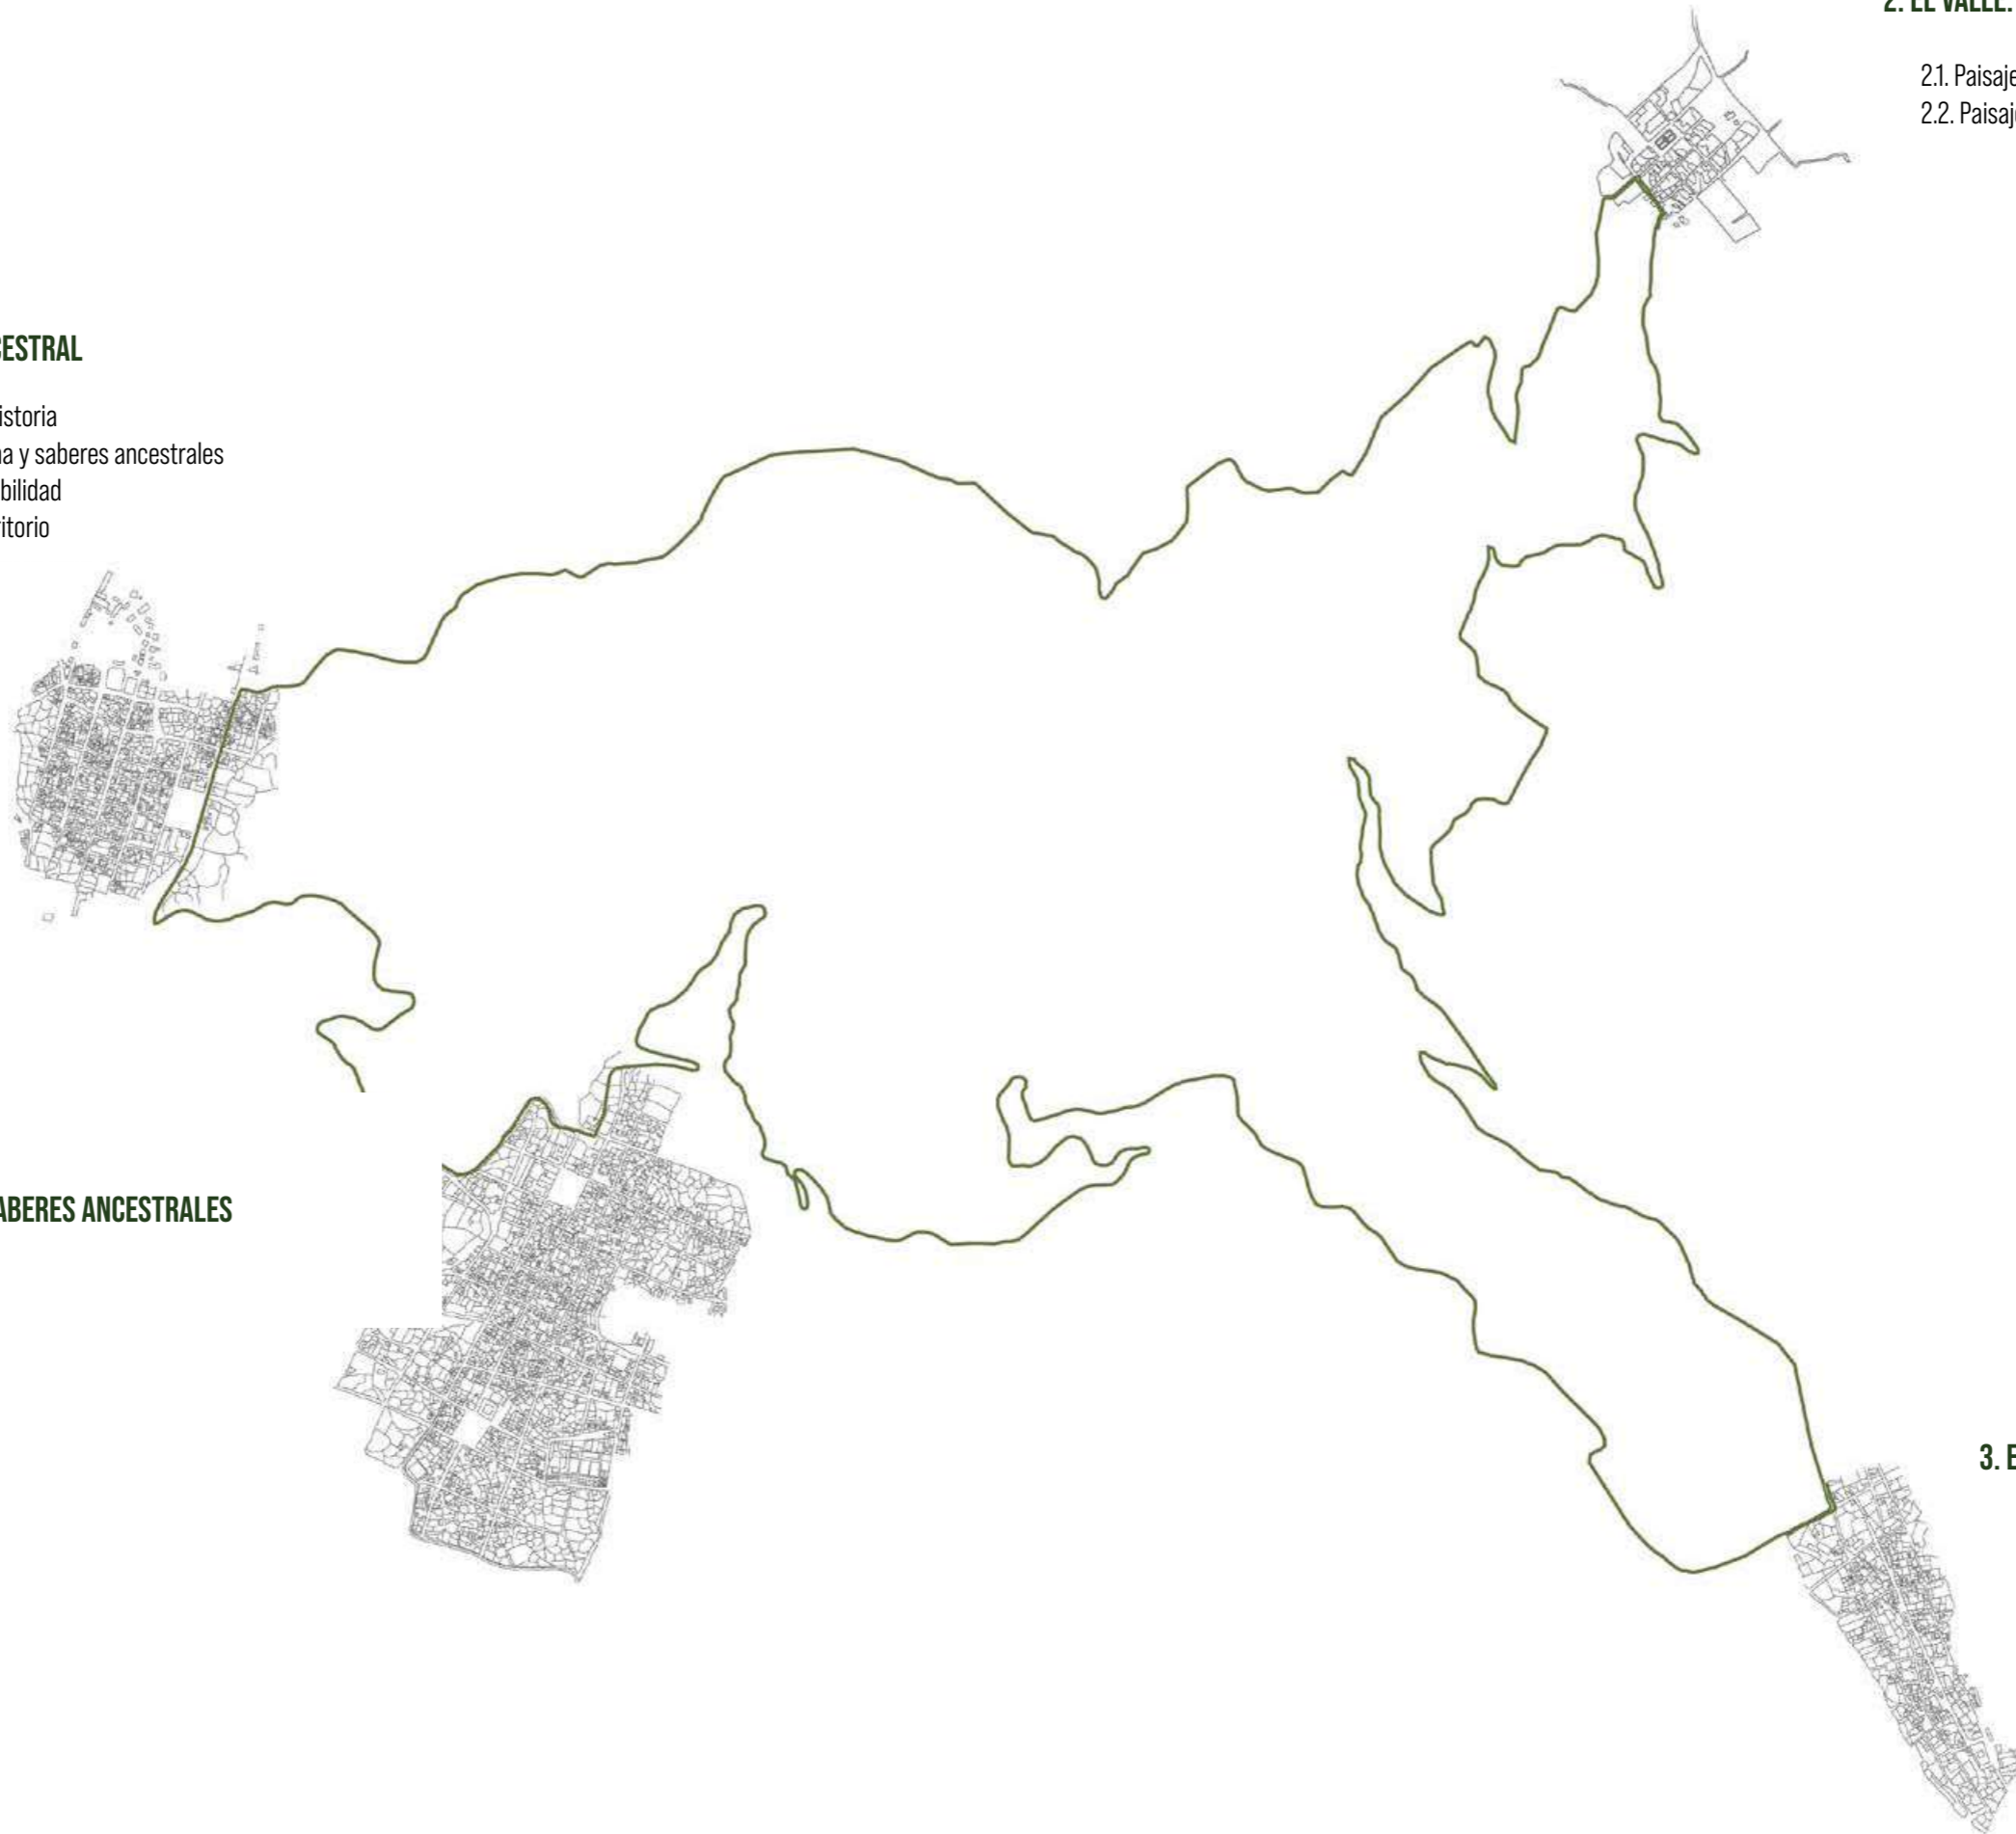 2. EL VALLE.
2.1. Paisaje
2.2. Paisaj
CESTRAL
istoria
na y saberes ancestrales
bilidad
itorio
ABERES ANCESTRALES
3. E